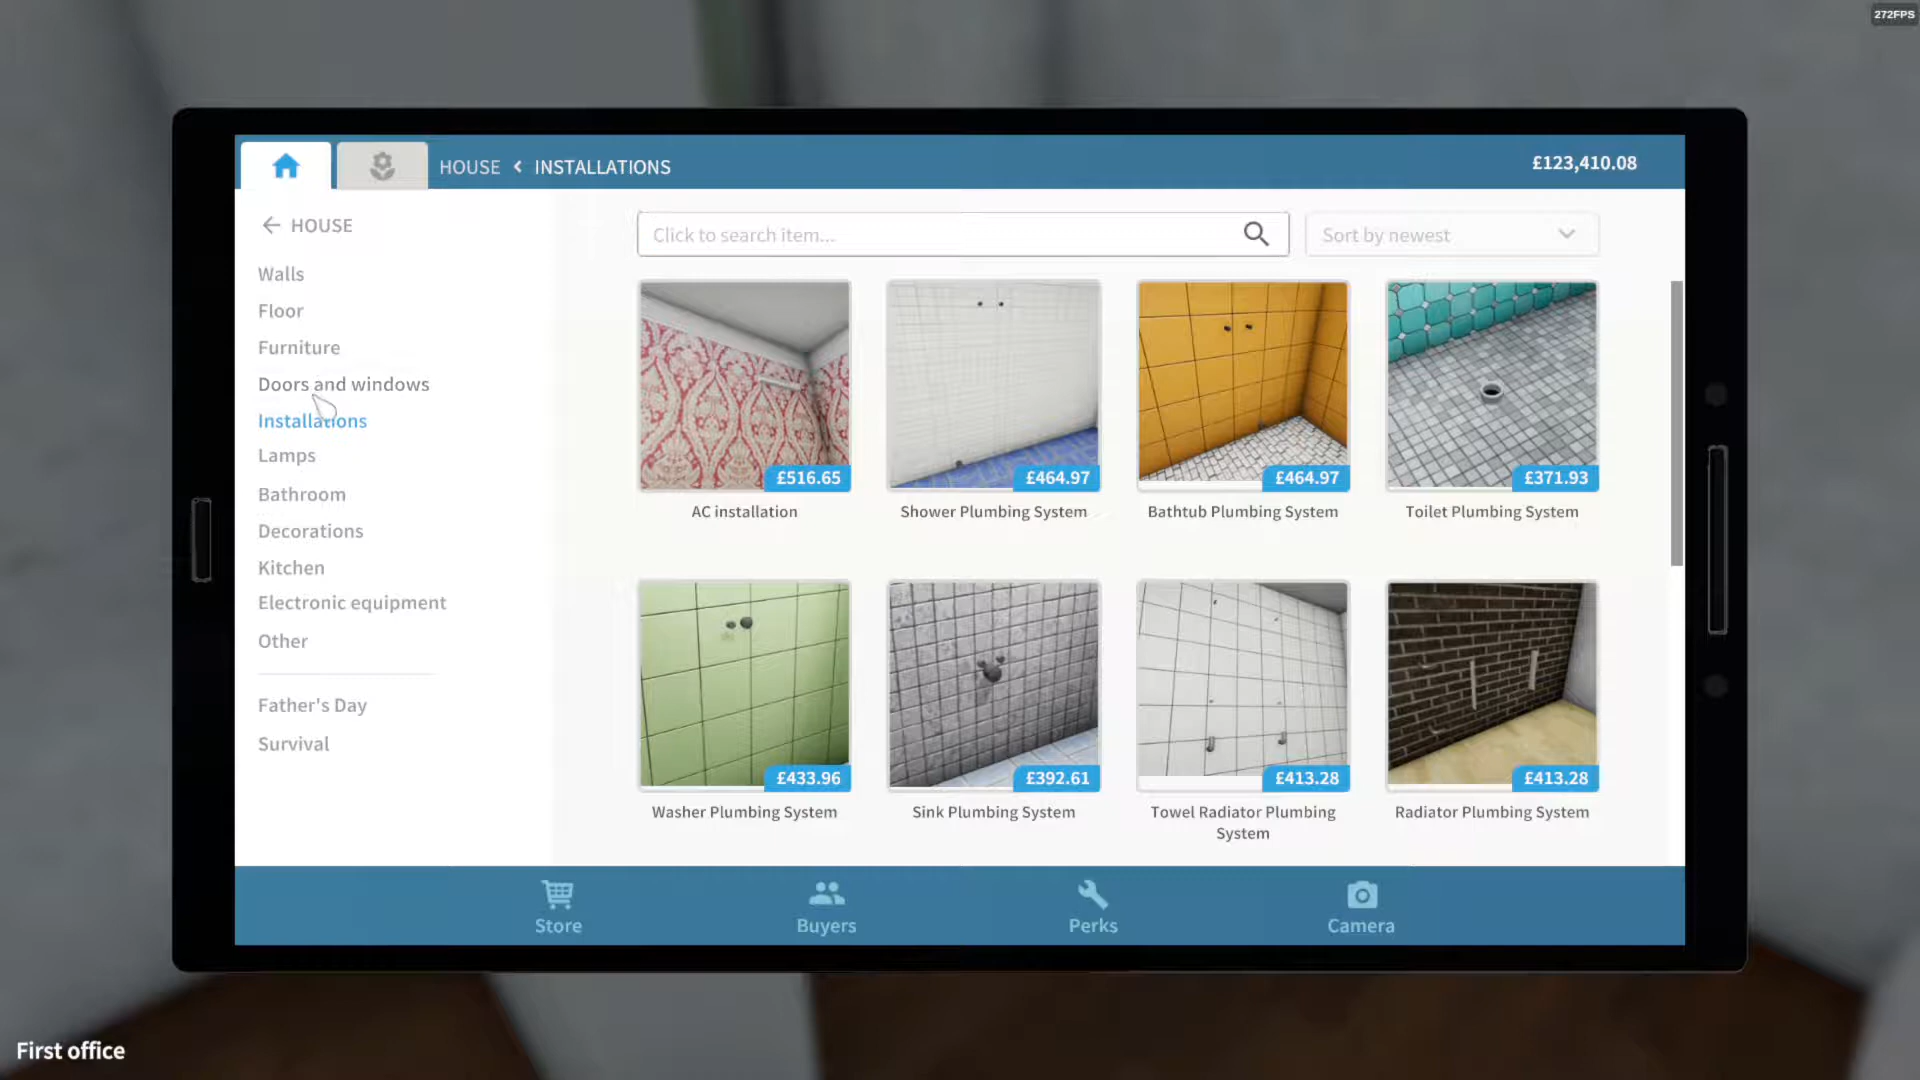 272FPS
HOUSE < INSTALLATIONS
£123,410.08
← HOUSE
Click to search item...
Sort by newest
Walls
Floor
Furniture
Doors and windows
Installations
Lamps
Bathroom
Decorations
Kitchen
Electronic equipment
Other
Father's Day
Survival
£516.65
£464.97
£464.97
£371.93
AC installation
Shower Plumbing System
Bathtub Plumbing System
Toilet Plumbing System
£433.96
£392.61
£413.28
£413.28
Washer Plumbing System
Sink Plumbing System
Towel Radiator Plumbing
System
Radiator Plumbing System
Store
Buyers
Perks
Camera
First office